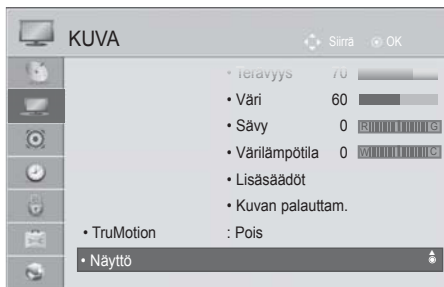 KUVA
Siirrä OK
• Terävyys 70
• Väri 60
• Sävy 0 R G
• Värilämpötila 0 W C
• Lisäsäädöt
• Kuvan palauttam.
• TruMotion : Pois
• Näyttö